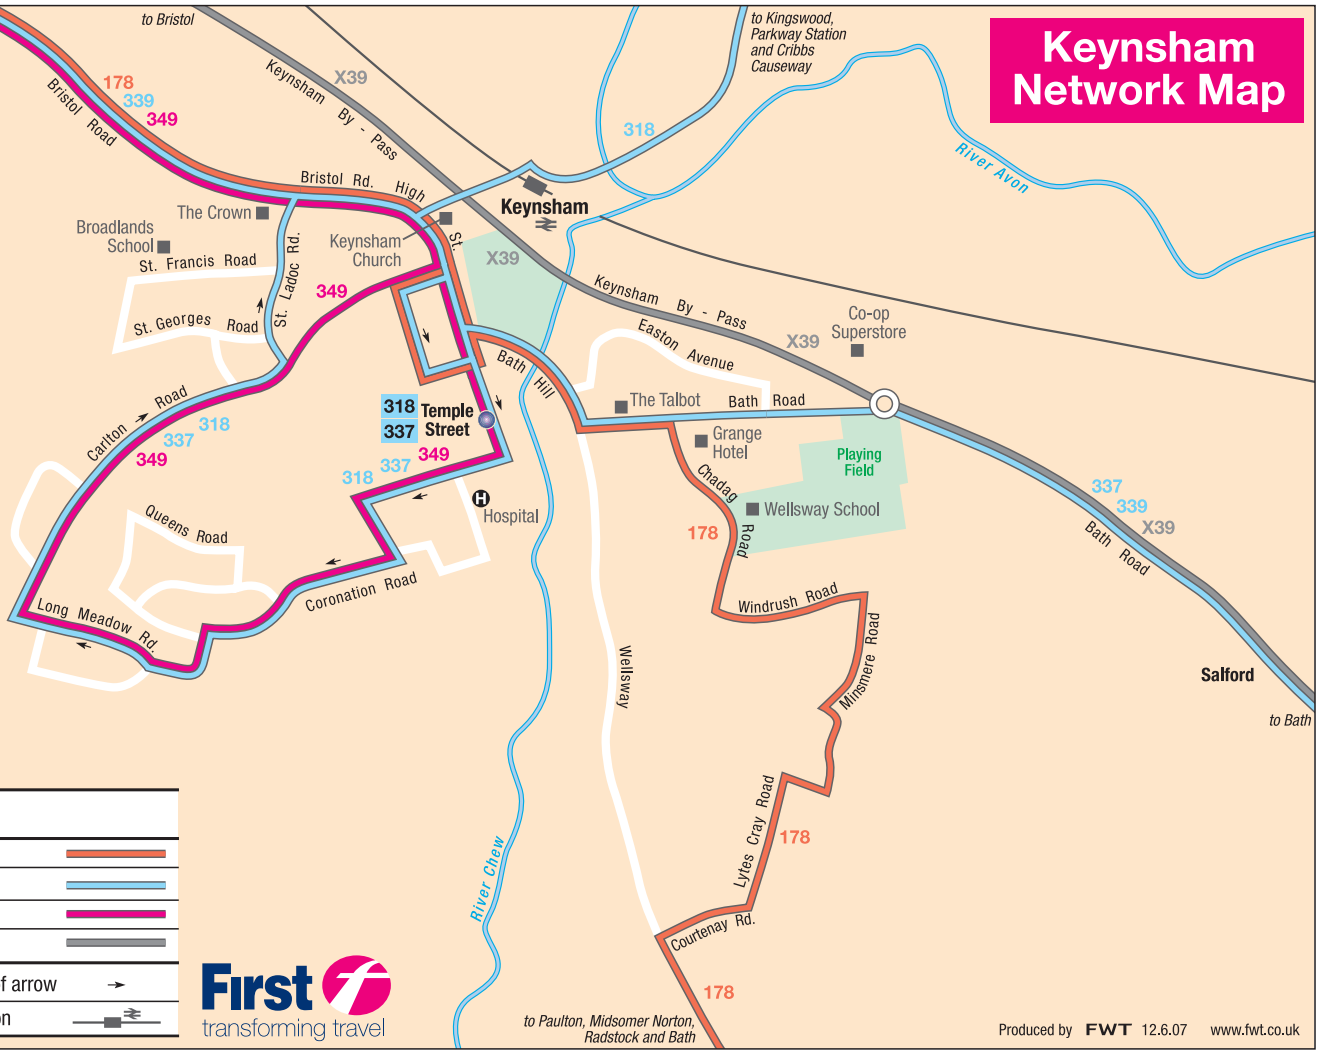 to Bristol
to Kingswood,
Parkway Station
and Cribbs
Causeway
Keynsham
Network Map
X39
Keynsham By - Pass
178
339
349
Bristol Road
318
River Avon
Bristol Rd.
High St.
The Crown
Keynsham
Broadlands
School
Keynsham
Church
St. Francis Road
St. Ladoc Rd.
X39
349
Keynsham By - Pass
St. Georges Road
Co-op
Superstore
X39
Easton Avenue
Bath Hill
The Talbot
Bath Road
Carlton Road
318
337
349
318
337
Temple
Street
349
337
318
Grange
Hotel
Playing
Field
Chadag Road
H
Hospital
Wellsway School
337
339
X39
Bath Road
Queens Road
178
Coronation Road
Long Meadow Rd.
Windrush Road
Minsmere Road
Wellsway
Salford
to Bath
Lytes Cray Road
178
River Chew
Courtenay Rd.
178
f arrow
n
First
transforming travel
to Paulton, Midsomer Norton,
Radstock and Bath
Produced by FWT 12.6.07 www.fwt.co.uk